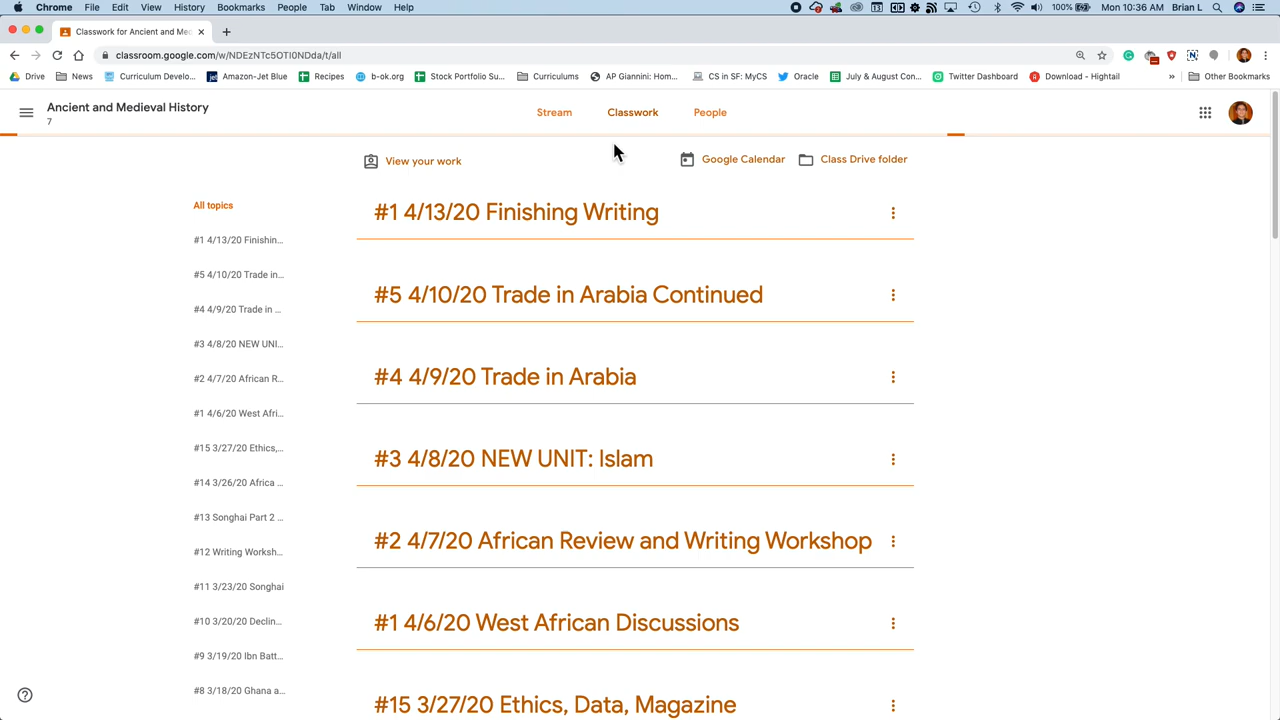 Chrome File Edit View History Bookmarks People Tab Window Help 100% Mon 10:36 AM Brian L
Classwork for Ancient and Med
classroom.google.com/w/NDEzNTc5OTI0NDda/t/all
Drive News Curriculum Develo... Amazon-Jet Blue Recipes b-ok.org Stock Portfolio Su... Curriculums AP Giannini: Hom... CS in SF: MyCS Oracle July & August Con... Twitter Dashboard Download - Hightail » Other Bookmarks
Ancient and Medieval History
7
Stream Classwork People
View your work Google Calendar Class Drive folder
All topics
#1 4/13/20 Finishin...
#5 4/10/20 Trade in...
#4 4/9/20 Trade in ...
#3 4/8/20 NEW UNI...
#2 4/7/20 African R...
#1 4/6/20 West Afri...
#15 3/27/20 Ethics,...
#14 3/26/20 Africa ...
#13 Songhai Part 2 ...
#12 Writing Worksh...
#11 3/23/20 Songhai
#10 3/20/20 Declin...
#9 3/19/20 Ibn Batt...
#8 3/18/20 Ghana a...
#1 4/13/20 Finishing Writing
#5 4/10/20 Trade in Arabia Continued
#4 4/9/20 Trade in Arabia
#3 4/8/20 NEW UNIT: Islam
#2 4/7/20 African Review and Writing Workshop
#1 4/6/20 West African Discussions
#15 3/27/20 Ethics, Data, Magazine